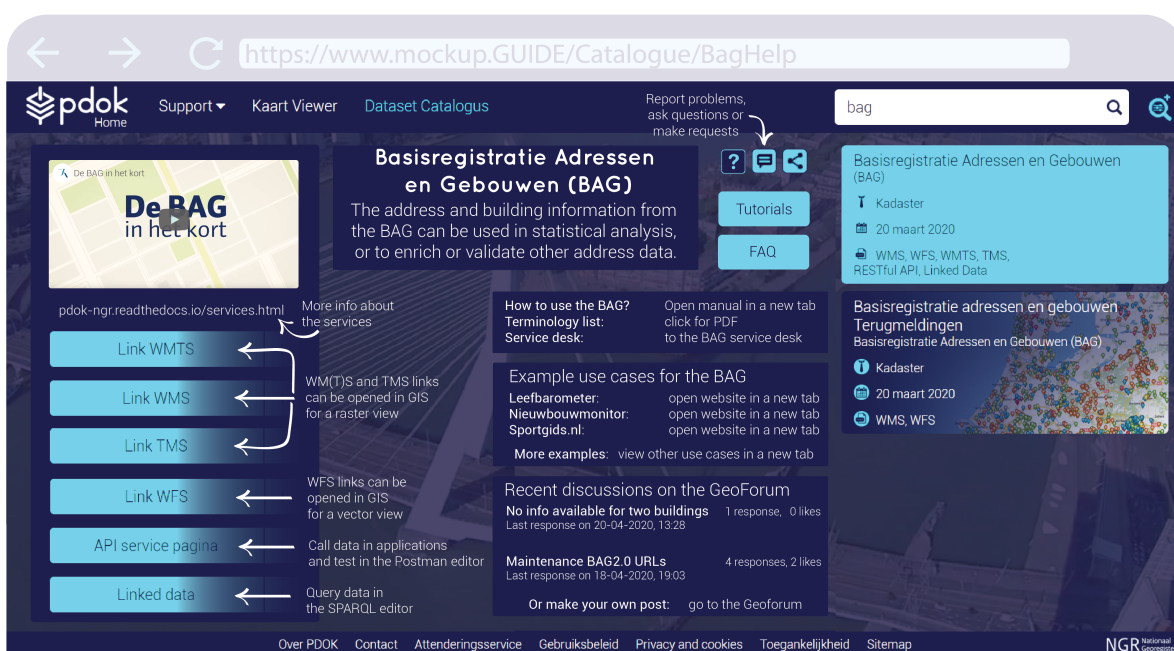 https://www.mockup.GUIDE/Catalogue/BagHelp
pdok
Home
Support
Kaart Viewer
Dataset Catalogus
Report problems,
ask questions or
make requests
bag
De BAG in het kort
De BAG
in het kort
pdok-ngr.readthedocs.io/services.html
More info about
the services
Link WMTS
Link WMS
Link TMS
WM(T)S and TMS links
can be opened in GIS
for a raster view
Link WFS
WFS links can be
opened in GIS
for a vector view
API service pagina
Call data in applications
and test in the Postman editor
Linked data
Query data in
the SPARQL editor
Basisregistratie Adressen
en Gebouwen (BAG)
The address and building information from
the BAG can be used in statistical analysis,
or to enrich or validate other address data.
?
Tutorials
FAQ
How to use the BAG? Open manual in a new tab
Terminology list: click for PDF
Service desk: to the BAG service desk
Example use cases for the BAG
Leefbarometer: open website in a new tab
Nieuwbouwmonitor: open website in a new tab
Sportgids.nl: open website in a new tab
More examples: view other use cases in a new tab
Recent discussions on the GeoForum
No info available for two buildings 1 response, 0 likes
Last response on 20-04-2020, 13:28
Maintenance BAG2.0 URLs 4 responses, 2 likes
Last response on 18-04-2020, 19:03
Or make your own post: go to the Geoforum
Basisregistratie Adressen en Gebouwen
(BAG)
Kadaster
20 maart 2020
WMS, WFS, WMTS, TMS,
RESTful API, Linked Data
Basisregistratie adressen en gebouwen
Terugmeldingen
Basisregistratie Adressen en Gebouwen (BAG)
Kadaster
20 maart 2020
WMS, WFS
Over PDOK Contact Attenderingsservice Gebruiksbeleid Privacy and cookies Toegankelijkheid Sitemap
NGR Nationaal